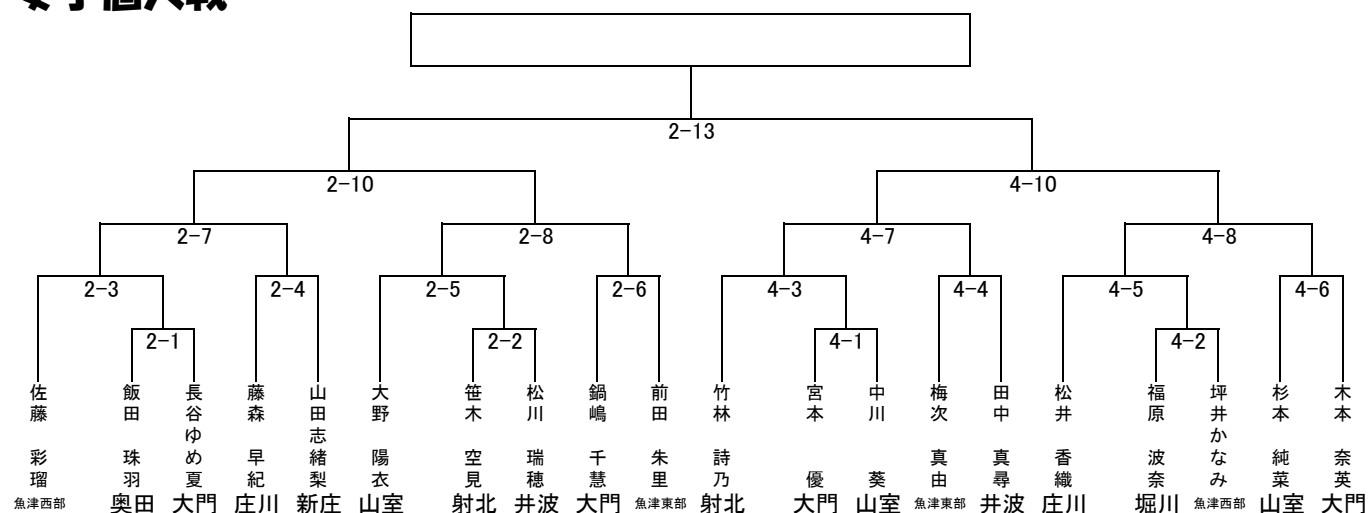 女子個人戦
2-13
2-10 4-10
2-7 2-8 4-7 4-8
2-3 2-4 2-5 2-6 4-3 4-4 4-5 4-6
2-1 2-2 4-1 4-2
佐藤 彩瑠
飯田 珠羽
長谷ゆめ夏
藤森 早紀
山田志緒梨
大野 陽衣
笹木 空見
松川 瑞穂
鍋嶋 千慧
前田 朱里
竹林 詩乃
宮本 優
中川 葵
梅次 真由
田中 真尋
松井 香織
福原 波奈
坪井かなみ
杉本 純菜
木本 奈英
魚津西部 奥田 大門 庄川 新庄 山室 射北 井波 大門 魚津東部 射北 大門 山室 魚津東部 井波 庄川 堀川 魚津西部 山室 大門